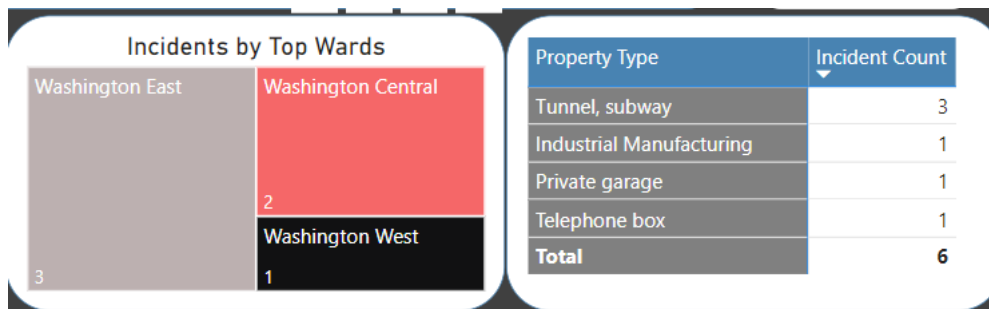 Incidents by Top Wards
Washington East
3
Washington Central
2
Washington West
1
Property Type Incident Count
Tunnel, subway 3
Industrial Manufacturing 1
Private garage 1
Telephone box 1
Total 6